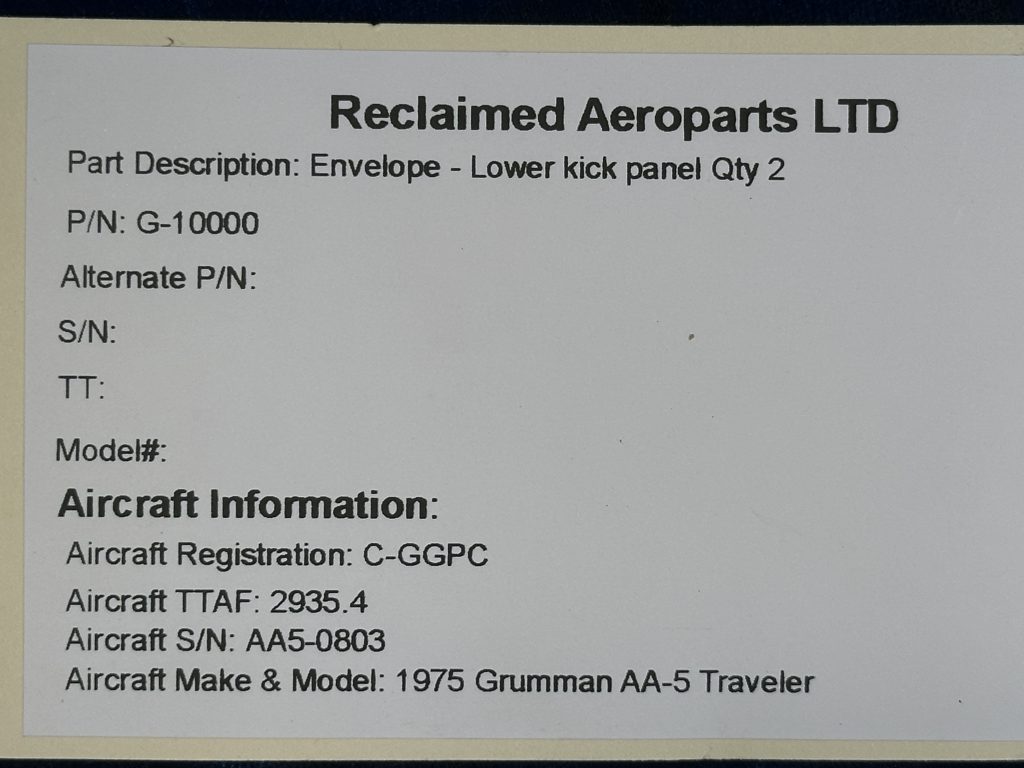 Reclaimed Aeroparts LTD
Part Description: Envelope - Lower kick panel Qty 2
P/N: G-10000
Alternate P/N:
S/N:
TT:
Model#:
Aircraft Information:
Aircraft Registration: C-GGPC
Aircraft TTAF: 2935.4
Aircraft S/N: AA5-0803
Aircraft Make & Model: 1975 Grumman AA-5 Traveler